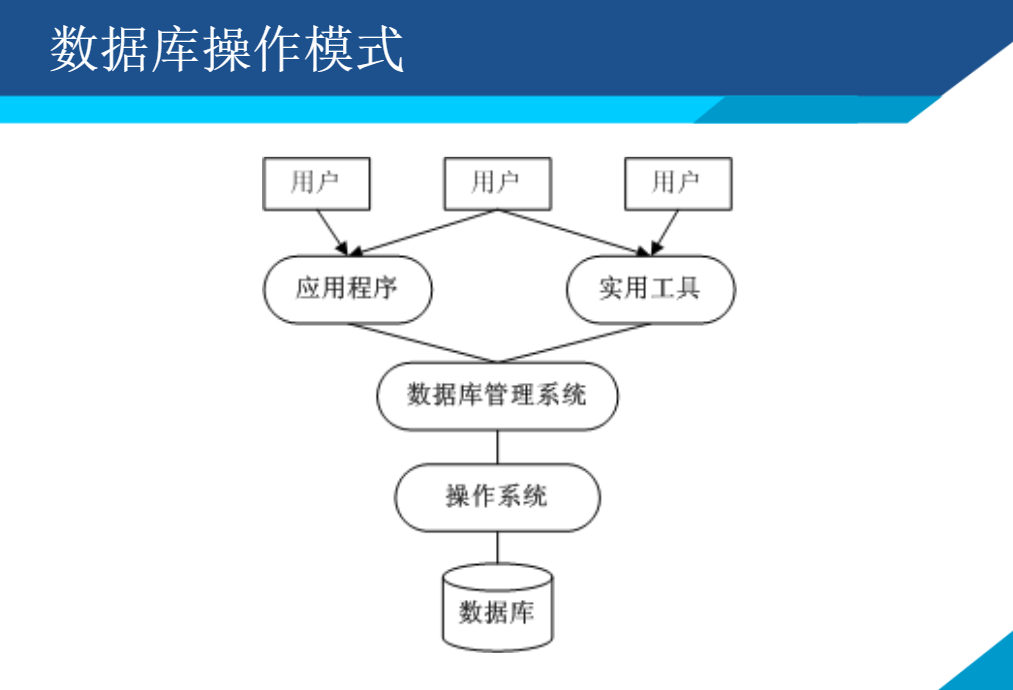 数据库操作模式
用户
用户
用户
应用程序
实用工具
数据库管理系统
操作系统
数据库